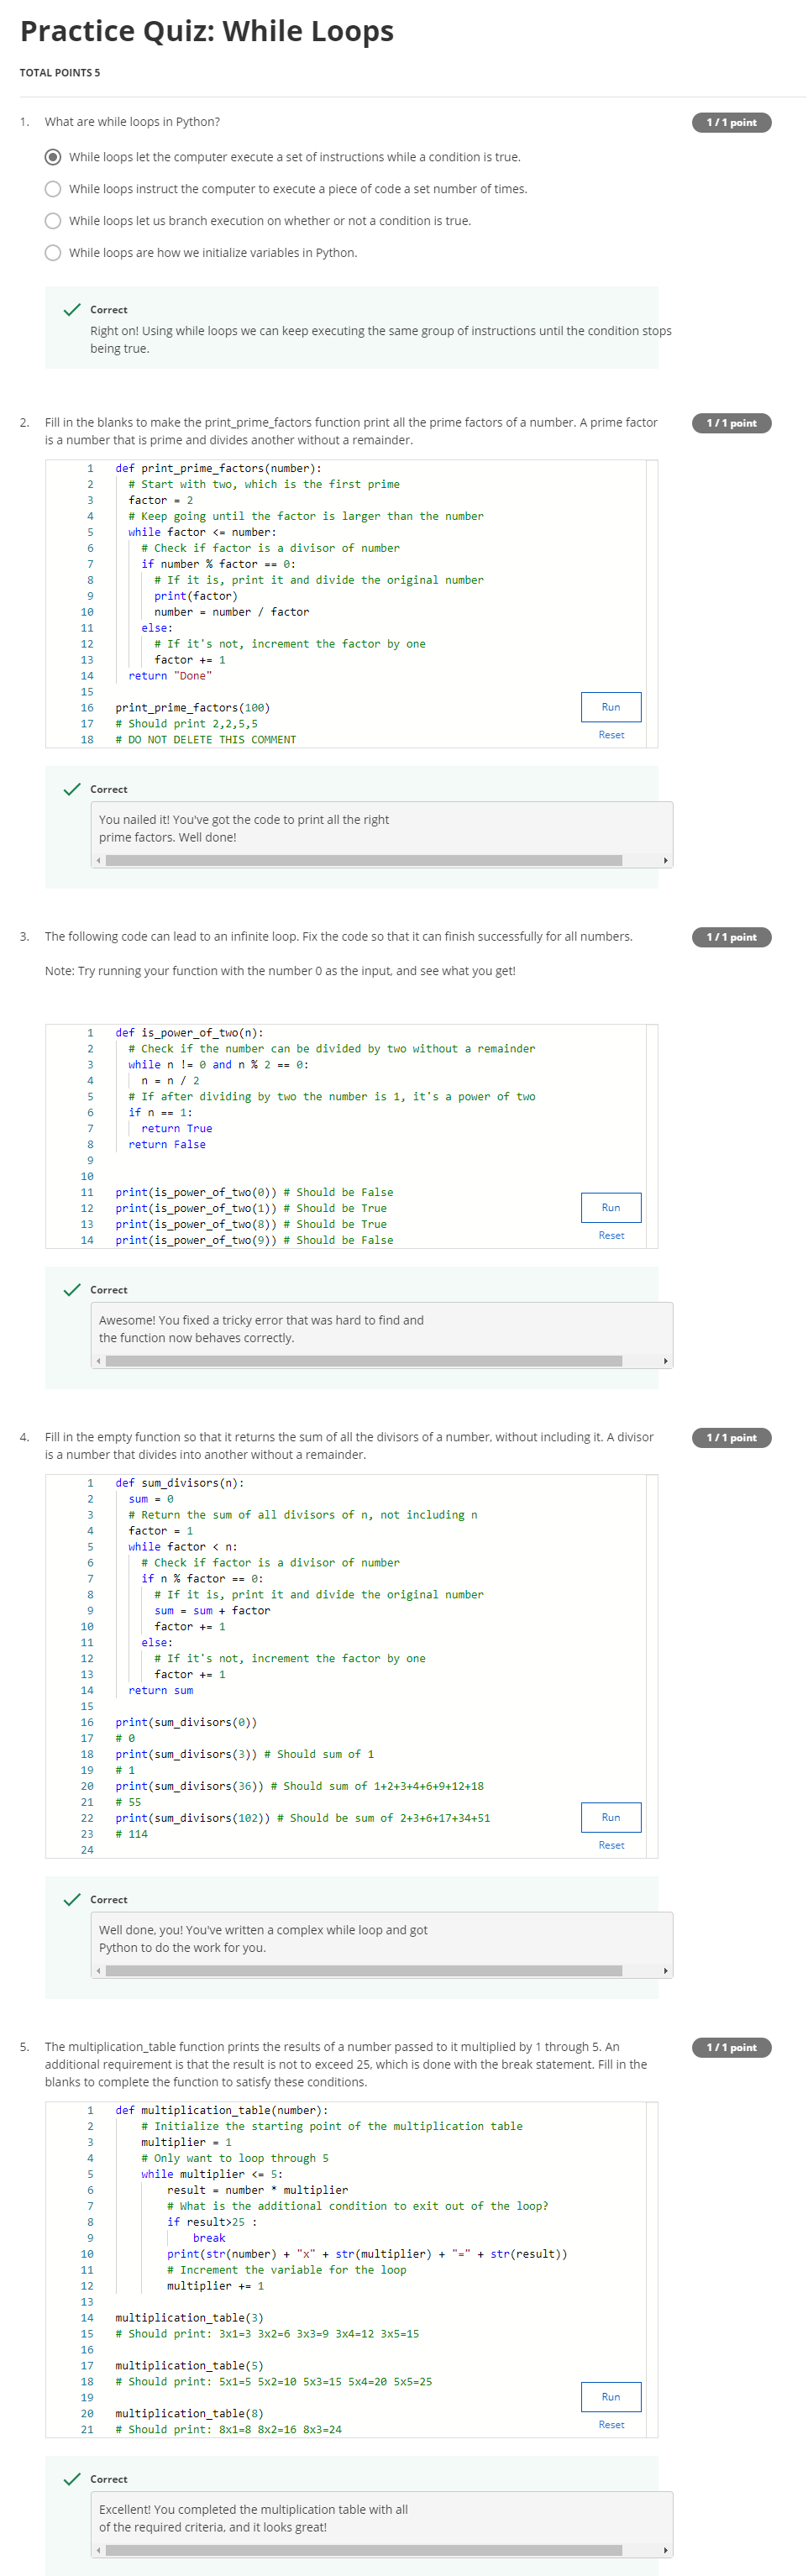 Practice Quiz: While Loops
TOTAL POINTS 5
1. What are while loops in Python?
1 / 1 point
While loops let the computer execute a set of instructions while a condition is true.
While loops instruct the computer to execute a piece of code a set number of times.
While loops let us branch execution on whether or not a condition is true.
While loops are how we initialize variables in Python.
Correct
Right on! Using while loops we can keep executing the same group of instructions until the condition stops
being true.
2. Fill in the blanks to make the print_prime_factors function print all the prime factors of a number. A prime factor
is a number that is prime and divides another without a remainder.
1 / 1 point
1 def print_prime_factors(number):
2 # Start with two, which is the first prime
3 factor = 2
4 # Keep going until the factor is larger than the number
5 while factor <= number:
6 # Check if factor is a divisor of number
7 if number % factor == 0:
8 # If it is, print it and divide the original number
9 print(factor)
10 number = number / factor
11 else:
12 # If it's not, increment the factor by one
13 factor += 1
14 return "Done"
15
16 print_prime_factors(100)
17 # Should print 2,2,5,5
18 # DO NOT DELETE THIS COMMENT
Run
Reset
Correct
You nailed it! You've got the code to print all the right
prime factors. Well done!
3. The following code can lead to an infinite loop. Fix the code so that it can finish successfully for all numbers.
1 / 1 point
Note: Try running your function with the number 0 as the input, and see what you get!
1 def is_power_of_two(n):
2 # Check if the number can be divided by two without a remainder
3 while n != 0 and n % 2 == 0:
4 n = n / 2
5 # If after dividing by two the number is 1, it's a power of two
6 if n == 1:
7 return True
8 return False
9
10
11 print(is_power_of_two(0)) # Should be False
12 print(is_power_of_two(1)) # Should be True
13 print(is_power_of_two(8)) # Should be True
14 print(is_power_of_two(9)) # Should be False
Run
Reset
Correct
Awesome! You fixed a tricky error that was hard to find and
the function now behaves correctly.
4. Fill in the empty function so that it returns the sum of all the divisors of a number, without including it. A divisor
is a number that divides into another without a remainder.
1 / 1 point
1 def sum_divisors(n):
2 sum = 0
3 # Return the sum of all divisors of n, not including n
4 factor = 1
5 while factor < n:
6 # Check if factor is a divisor of number
7 if n % factor == 0:
8 # If it is, print it and divide the original number
9 sum = sum + factor
10 factor += 1
11 else:
12 # If it's not, increment the factor by one
13 factor += 1
14 return sum
15
16 print(sum_divisors(0))
17 # 0
18 print(sum_divisors(3)) # Should sum of 1
19 # 1
20 print(sum_divisors(36)) # Should sum of 1+2+3+4+6+9+12+18
21 # 55
22 print(sum_divisors(102)) # Should be sum of 2+3+6+17+34+51
23 # 114
24
Run
Reset
Correct
Well done, you! You've written a complex while loop and got
Python to do the work for you.
5. The multiplication_table function prints the results of a number passed to it multiplied by 1 through 5. An
additional requirement is that the result is not to exceed 25, which is done with the break statement. Fill in the
blanks to complete the function to satisfy these conditions.
1 / 1 point
1 def multiplication_table(number):
2 # Initialize the starting point of the multiplication table
3 multiplier = 1
4 # Only want to loop through 5
5 while multiplier <= 5:
6 result = number * multiplier
7 # What is the additional condition to exit out of the loop?
8 if result>25 :
9 break
10 print(str(number) + "x" + str(multiplier) + "=" + str(result))
11 # Increment the variable for the loop
12 multiplier += 1
13
14 multiplication_table(3)
15 # Should print: 3x1=3 3x2=6 3x3=9 3x4=12 3x5=15
16
17 multiplication_table(5)
18 # Should print: 5x1=5 5x2=10 5x3=15 5x4=20 5x5=25
19
20 multiplication_table(8)
21 # Should print: 8x1=8 8x2=16 8x3=24
Run
Reset
Correct
Excellent! You completed the multiplication table with all
of the required criteria, and it looks great!